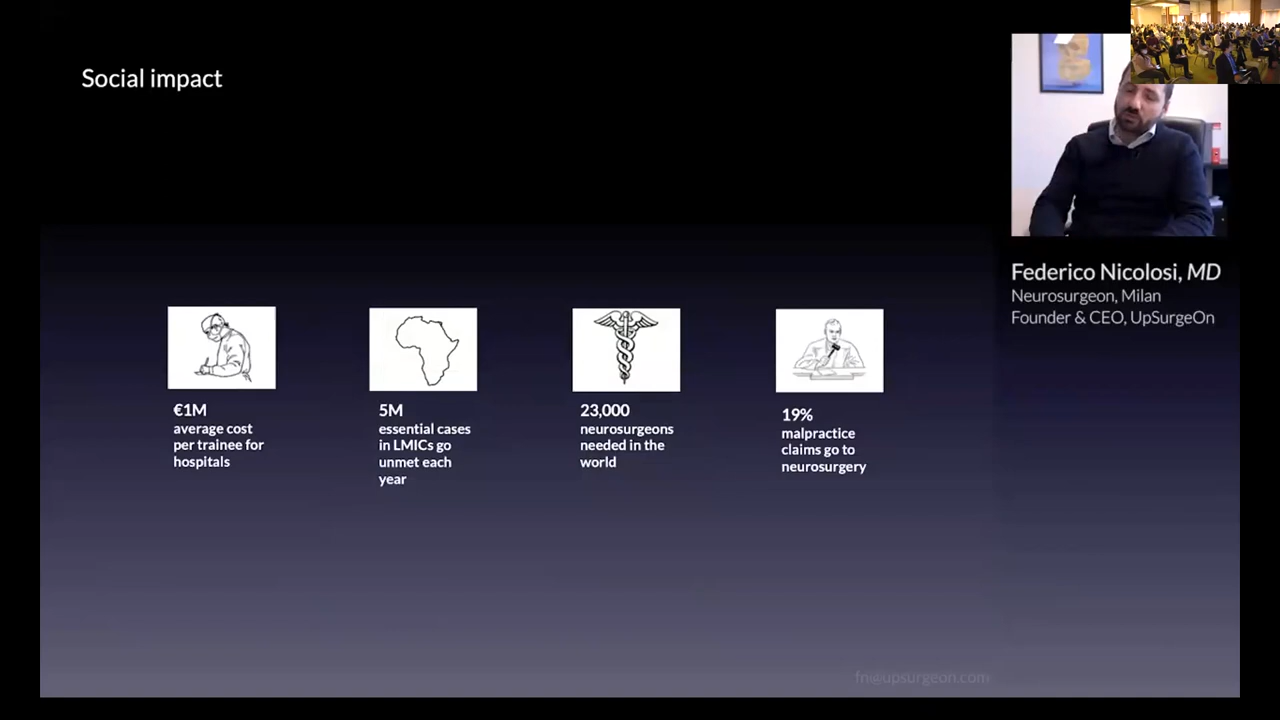 Social impact
€1M
average cost
per trainee for
hospitals
5M
essential cases
in LMICs go
unmet each
year
23,000
neurosurgeons
needed in the
world
19%
malpractice
claims go to
neurosurgery
Federico Nicolosi, MD
Neurosurgeon, Milan
Founder & CEO, UpSurgeOn
fn@upsurgeon.com